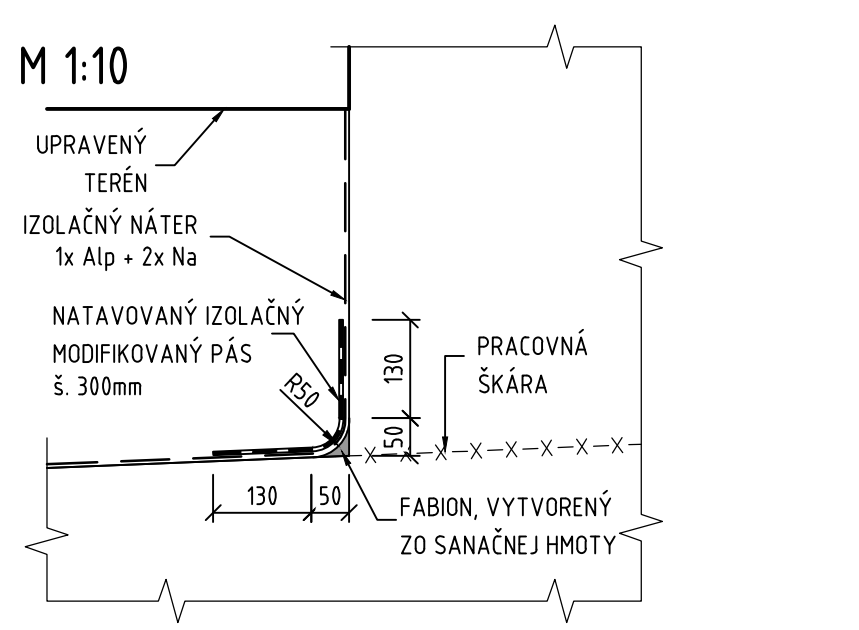 M 1:10
UPRAVENÝ
TERÉN
IZOLAČNÝ NÁTER
1x Alp + 2x Na
NATAVOVANÝ IZOLAČNÝ
MODIFIKOVANÝ PÁS
š. 300mm
R50
130
50
PRACOVNÁ
ŠKÁRA
130
50
FABION, VYTVORENÝ
ZO SANAČNEJ HMOTY